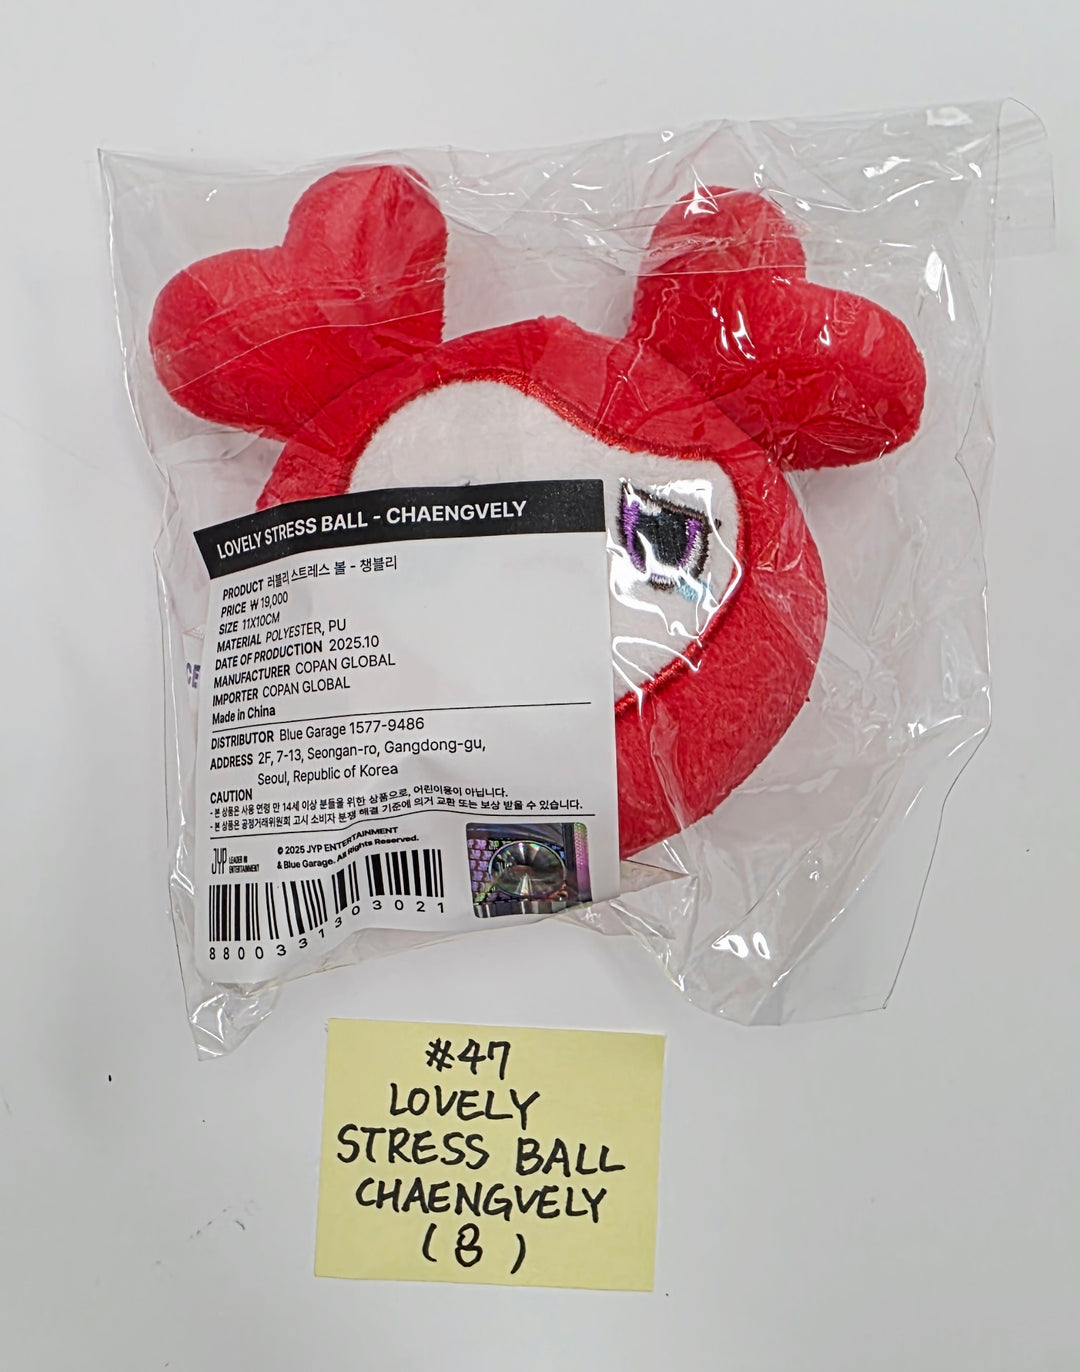 LOVELY STRESS BALL - CHAENGVELY
PRODUCT 러블리 스트레스 볼 - 챙블리
PRICE ₩19,000
SIZE 11X10CM
MATERIAL POLYESTER, PU
DATE OF PRODUCTION 2025.10
MANUFACTURER COPAN GLOBAL
IMPORTER COPAN GLOBAL
Made in China
DISTRIBUTOR Blue Garage 1577-9486
ADDRESS 2F, 7-13, Seongan-ro, Gangdong-gu,
Seoul, Republic of Korea
CAUTION
- 본 상품은 사용 연령 만 14세 이상 분들을 위한 상품으로, 어린이용이 아닙니다.
- 본 상품은 공정거래위원회 고시 소비자 분쟁 해결 기준에 의거 교환 또는 보상 받을 수 있습니다.
JYP LEADER IN
ENTERTAINMENT
© 2025 JYP ENTERTAINMENT
& Blue Garage. All Rights Reserved.
8800331303021
#47
LOVELY
STRESS BALL
CHAENGVELY
(8)